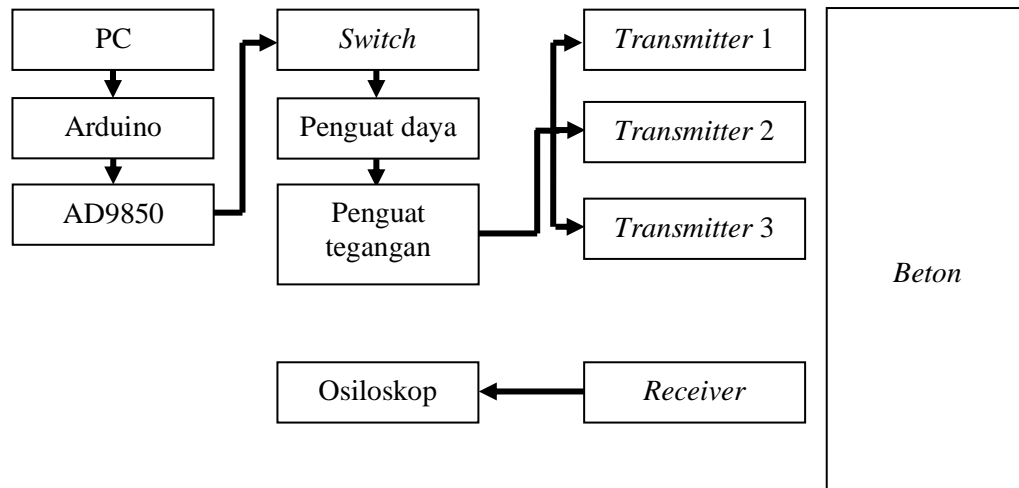 PC
Arduino
AD9850
Switch
Penguat daya
Penguat
tegangan
Transmitter 1
Transmitter 2
Transmitter 3
Beton
Osiloskop
Receiver